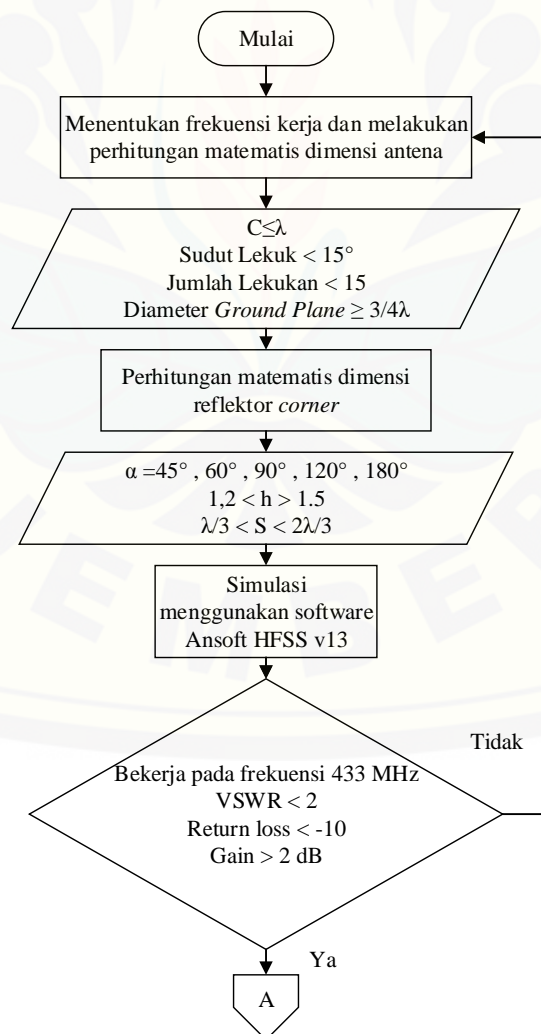 Mulai
Menentukan frekuensi kerja dan melakukan
perhitungan matematis dimensi antena
C≤λ
Sudut Lekuk < 15°
Jumlah Lekukan < 15
Diameter Ground Plane ≥ 3/4λ
Perhitungan matematis dimensi
reflektor corner
α =45° , 60° , 90° , 120° , 180°
1,2 < h > 1.5
λ/3 < S < 2λ/3
Simulasi
menggunakan software
Ansoft HFSS v13
Tidak
Bekerja pada frekuensi 433 MHz
VSWR < 2
Return loss < -10
Gain > 2 dB
Ya
A